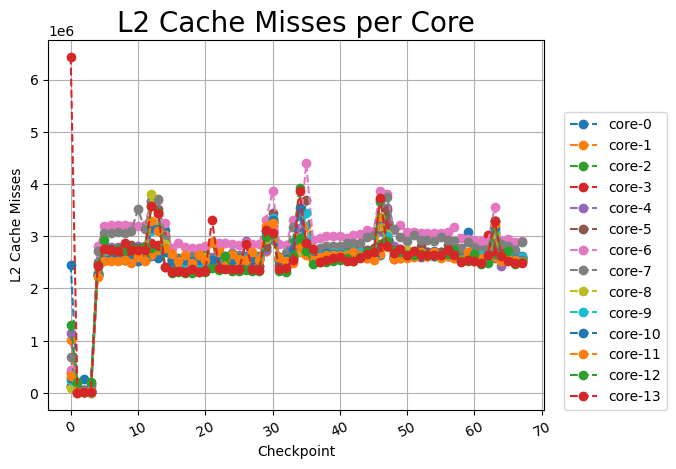 L2 Cache Misses per Core
1e6
6
5
4
3
2
1
0
L2 Cache Misses
0
10
20
30
40
50
60
70
Checkpoint
core-0
core-1
core-2
core-3
core-4
core-5
core-6
core-7
core-8
core-9
core-10
core-11
core-12
core-13